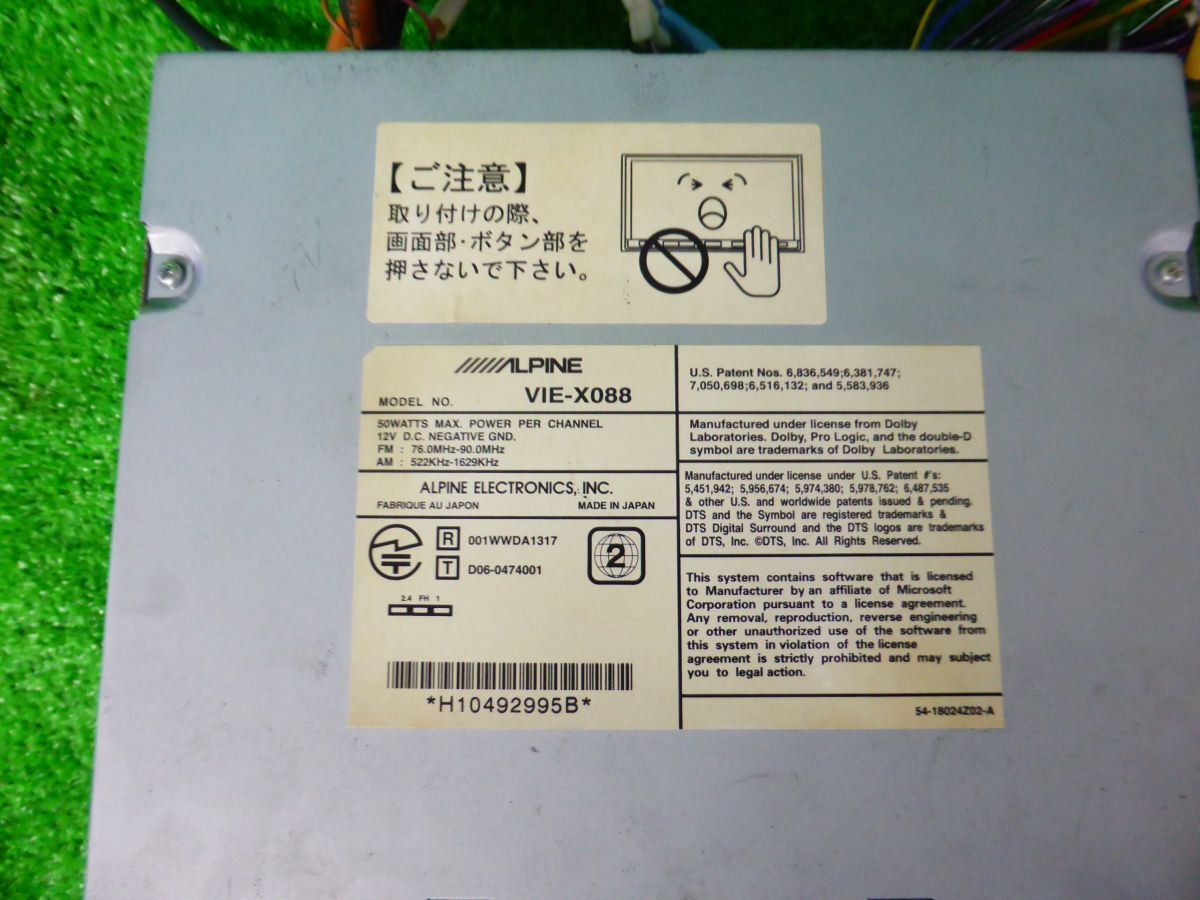 【ご注意】
取り付けの際、
画面部・ボタン部を
押さないで下さい。
ALPINE
MODEL NO. VIE-X088
50WATTS MAX. POWER PER CHANNEL
12V D.C. NEGATIVE GND.
FM : 76.0MHz-90.0MHz
AM : 522KHz-1629KHz
ALPINE ELECTRONICS, INC.
FABRIQUE AU JAPON MADE IN JAPAN
R 001WWDA1317
T D06-0474001
2
2.4 FH 1
*H10492995B*
U.S. Patent Nos. 6,836,549;6,381,747;
7,050,698;6,516,132; and 5,583,936
Manufactured under license from Dolby
Laboratories. Dolby, Pro Logic, and the double-D
symbol are trademarks of Dolby Laboratories.
Manufactured under license under U.S. Patent #'s:
5,451,942; 5,956,674; 5,974,380; 5,978,762; 6,487,535
& other U.S. and worldwide patents issued & pending.
DTS and the Symbol are registered trademarks &
DTS Digital Surround and the DTS logos are trademarks
of DTS, Inc. ©DTS, Inc. All Rights Reserved.
This system contains software that is licensed
to Manufacturer by an affiliate of Microsoft
Corporation pursuant to a license agreement.
Any removal, reproduction, reverse engineering
or other unauthorized use of the software from
this system in violation of the license
agreement is strictly prohibited and may subject
you to legal action.
54-18024Z02-A